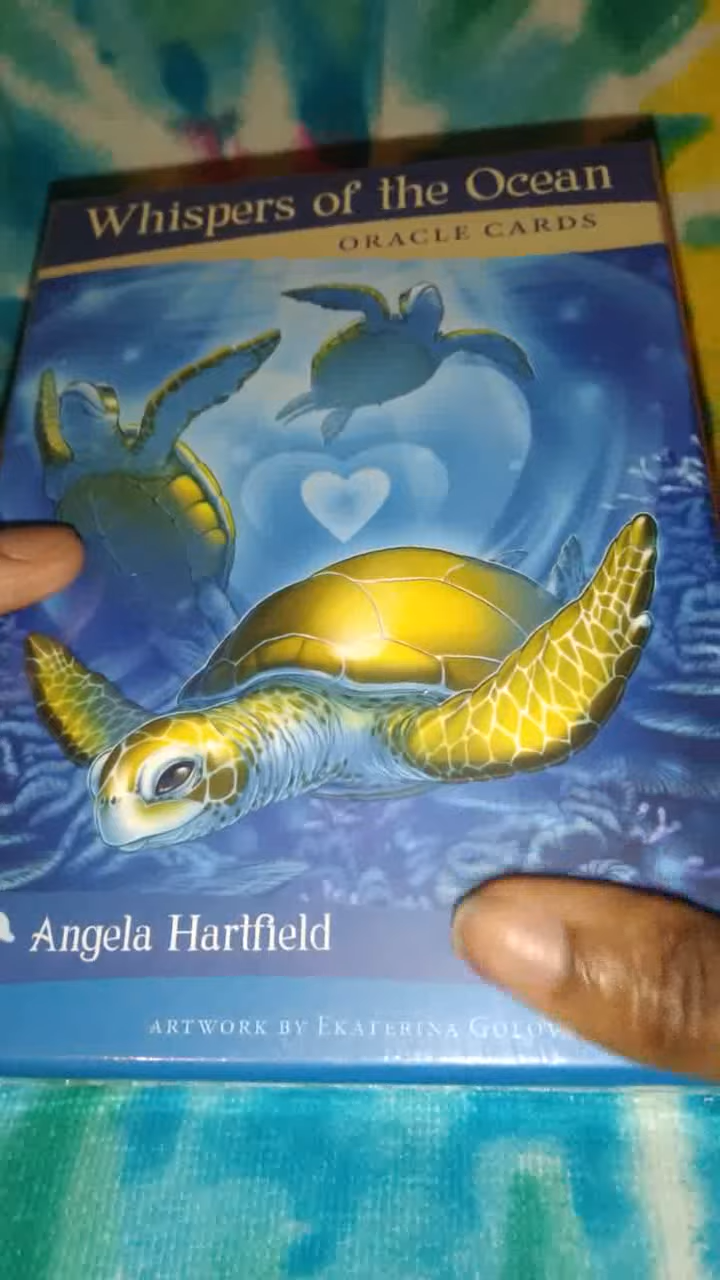 Whispers of the Ocean
ORACLE CARDS
Angela Hartfield
ARTWORK BY EKATERINA